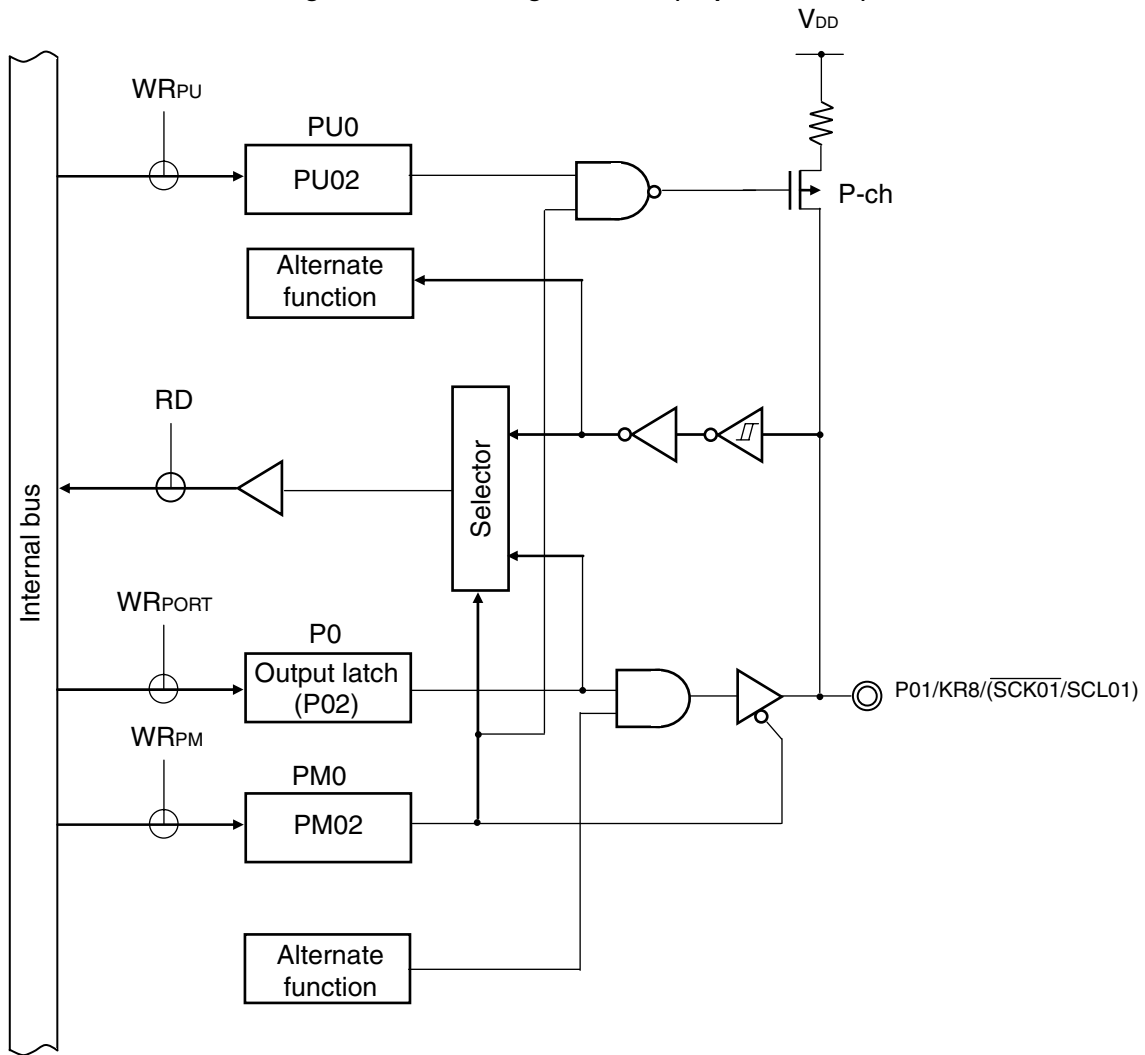 VDD
WRPU
PU0
PU02
P-ch
Alternate
function
RD
Selector
Internal bus
WRPORT
P0
Output latch
(P02)
P01/KR8/(SCK01/SCL01)
WRPM
PM0
PM02
Alternate
function